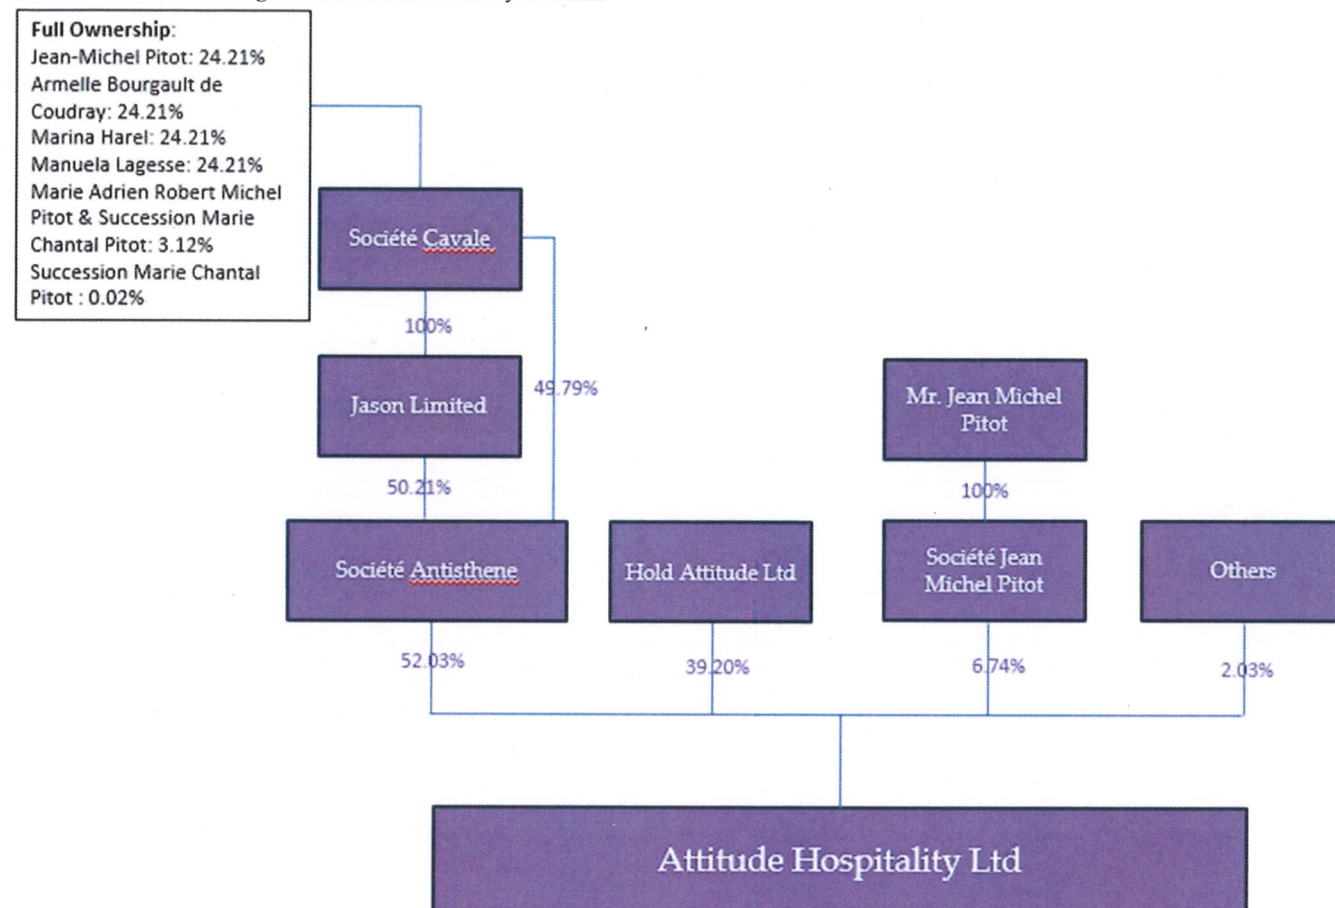 Full Ownership:
Jean-Michel Pitot: 24.21%
Armelle Bourgault de
Coudray: 24.21%
Marina Harel: 24.21%
Manuela Lagesse: 24.21%
Marie Adrien Robert Michel
Pitot & Succession Marie
Chantal Pitot: 3.12%
Succession Marie Chantal
Pitot : 0.02%
Société Cavale
100%
Jason Limited
49.79%
Mr. Jean Michel
Pitot
50.21%
100%
Société Antisthene
Hold Attitude Ltd
Société Jean
Michel Pitot
Others
52.03%
39.20%
6.74%
2.03%
Attitude Hospitality Ltd